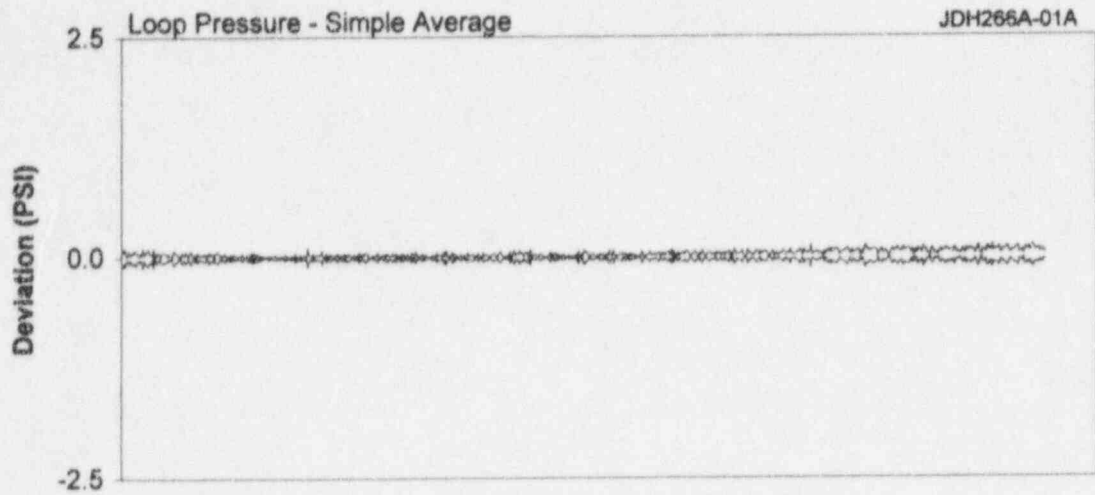 Loop Pressure - Simple Average
JDH266A-01A
2.5
Deviation (PSI)
0.0
-2.5